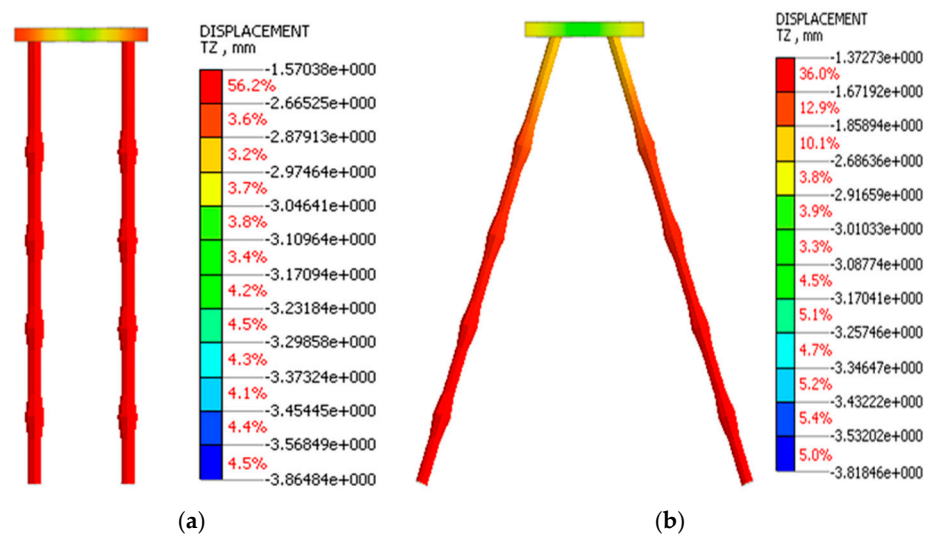 DISPLACEMENT
TZ , mm
-1.57038e+000
56.2%
-2.66525e+000
3.6%
-2.87913e+000
3.2%
-2.97464e+000
3.7%
-3.04641e+000
3.8%
-3.10964e+000
3.4%
-3.17094e+000
4.2%
-3.23184e+000
4.5%
-3.29858e+000
4.3%
-3.37324e+000
4.1%
-3.45445e+000
4.4%
-3.56849e+000
4.5%
-3.86484e+000
(a)
DISPLACEMENT
TZ , mm
-1.37273e+000
36.0%
-1.67192e+000
12.9%
-1.85894e+000
10.1%
-2.68636e+000
3.8%
-2.91659e+000
3.9%
-3.01033e+000
3.3%
-3.08774e+000
4.5%
-3.17041e+000
5.1%
-3.25746e+000
4.7%
-3.34647e+000
5.2%
-3.43222e+000
5.4%
-3.53202e+000
5.0%
-3.81846e+000
(b)